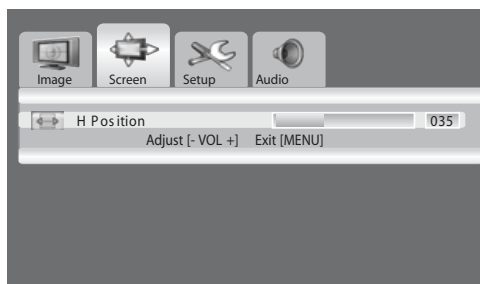 Image Screen Setup Audio
H Position 035
Adjust [- VOL +] Exit [MENU]